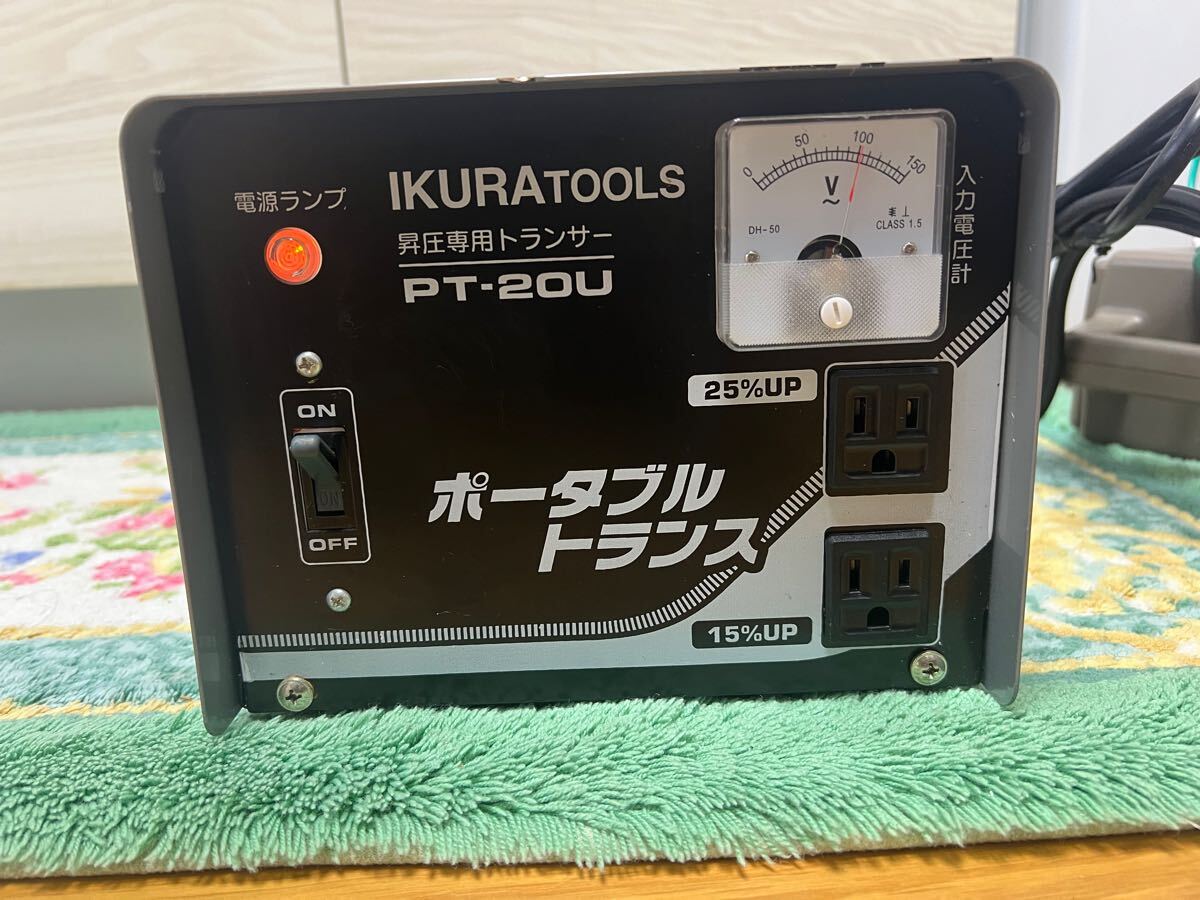 電源ランプ
IKURATOOLS
昇圧専用トランサー
PT-20U
0 50 100 150
V
~
DH-50
CLASS 1.5
入力電圧計
ON
ON
OFF
25%UP
ポータブル
トランス
15%UP